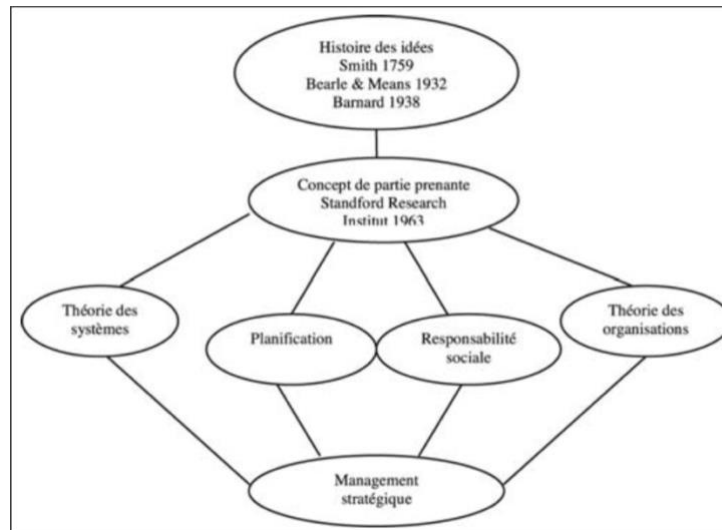 Histoire des idées
Smith 1759
Bearle & Means 1932
Barnard 1938
Concept de partie prenante
Standford Research
Institut 1963
Théorie des
systèmes
Planification
Responsabilité
sociale
Théorie des
organisations
Management
stratégique